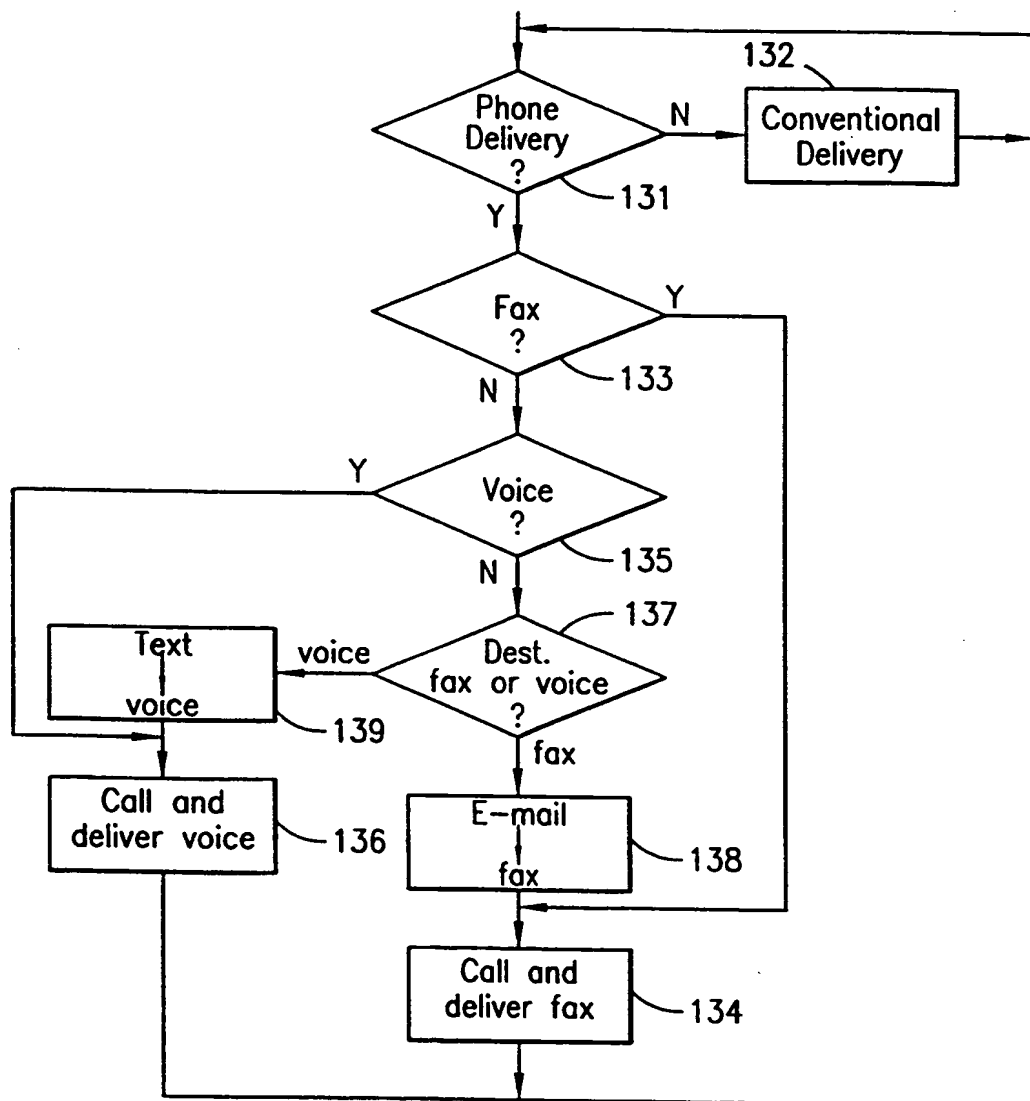 132
Phone
Delivery
?
N
Conventional
Delivery
131
Y
Fax
?
Y
133
N
Y
Voice
?
135
N
137
Text
voice
voice
Dest.
fax or voice
?
139
fax
Call and
deliver voice
136
E-mail
fax
138
Call and
deliver fax
134